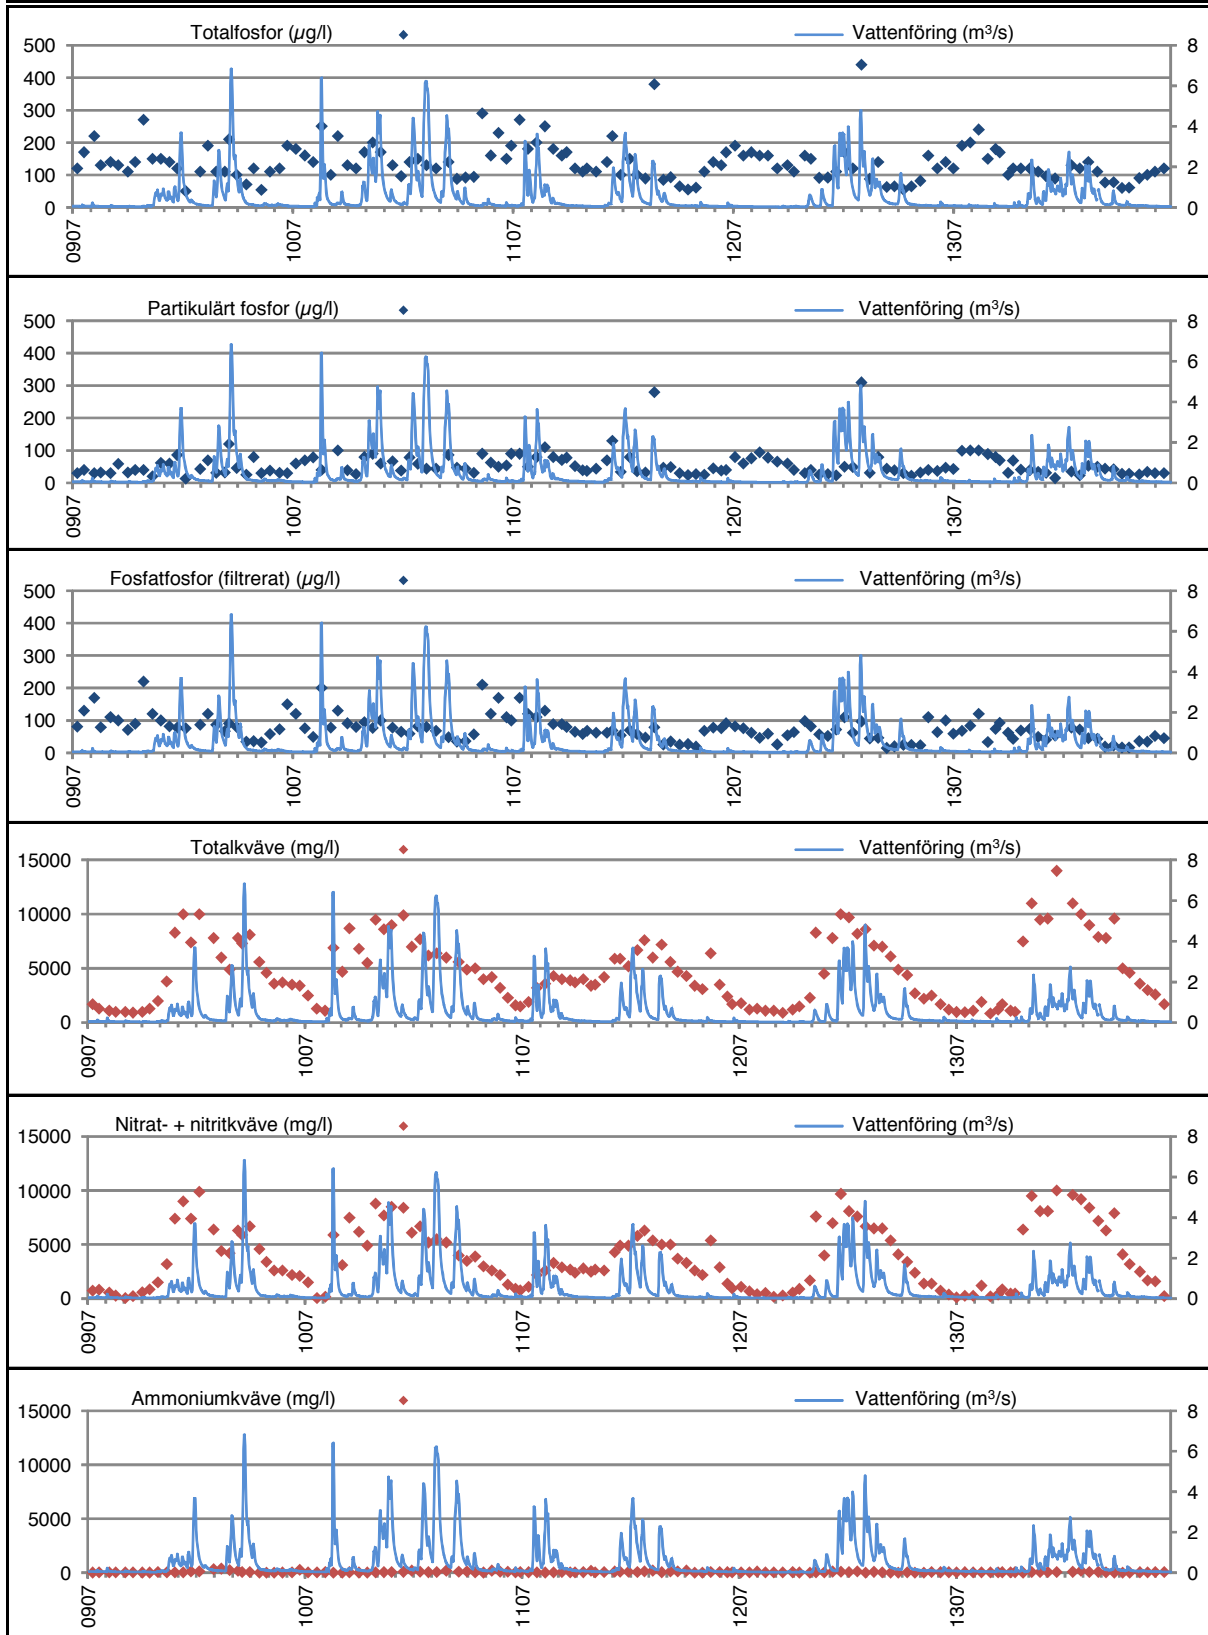 Totalfosfor (µg/l) Vattenföring (m³/s)
500 8
400 6
300
200 4
100 2
0 0
0907 1007 1107 1207 1307
Partikulärt fosfor (µg/l) Vattenföring (m³/s)
500 8
400 6
300
200 4
100 2
0 0
0907 1007 1107 1207 1307
Fosfatfosfor (filtrerat) (µg/l) Vattenföring (m³/s)
500 8
400 6
300
200 4
100 2
0 0
0907 1007 1107 1207 1307
Totalkväve (mg/l) Vattenföring (m³/s)
15000 8
10000 6
4
5000 2
0 0
0907 1007 1107 1207 1307
Nitrat- + nitritkväve (mg/l) Vattenföring (m³/s)
15000 8
10000 6
4
5000 2
0 0
0907 1007 1107 1207 1307
Ammoniumkväve (mg/l) Vattenföring (m³/s)
15000 8
10000 6
4
5000 2
0 0
0907 1007 1107 1207 1307